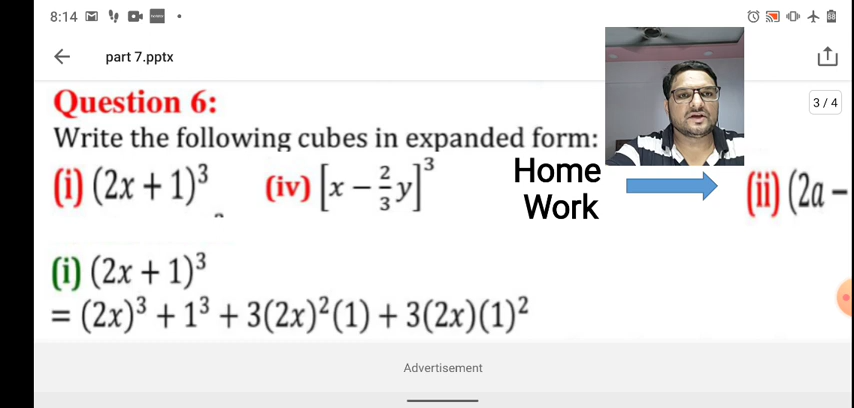 8:14
part 7.pptx
3 / 4
Question 6:
Write the following cubes in expanded form:
(i) (2x + 1)³ (iv) [x − 2/3 y]³ Home Work (ii) (2a −
(i) (2x + 1)³
= (2x)³ + 1³ + 3(2x)²(1) + 3(2x)(1)²
Advertisement